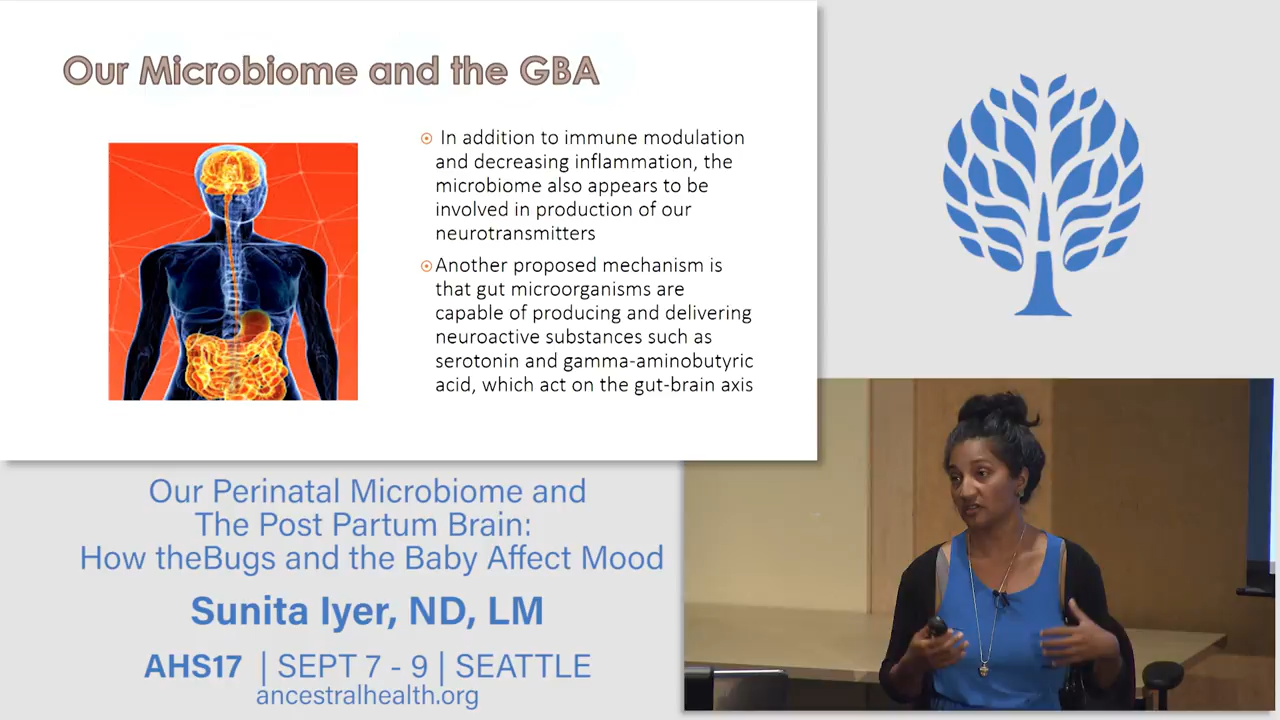 Our Microbiome and the GBA
In addition to immune modulation
and decreasing inflammation, the
microbiome also appears to be
involved in production of our
neurotransmitters
Another proposed mechanism is
that gut microorganisms are
capable of producing and delivering
neuroactive substances such as
serotonin and gamma-aminobutyric
acid, which act on the gut-brain axis
Our Perinatal Microbiome and
The Post Partum Brain:
How theBugs and the Baby Affect Mood
Sunita Iyer, ND, LM
AHS17 | SEPT 7 - 9 | SEATTLE
ancestralhealth.org